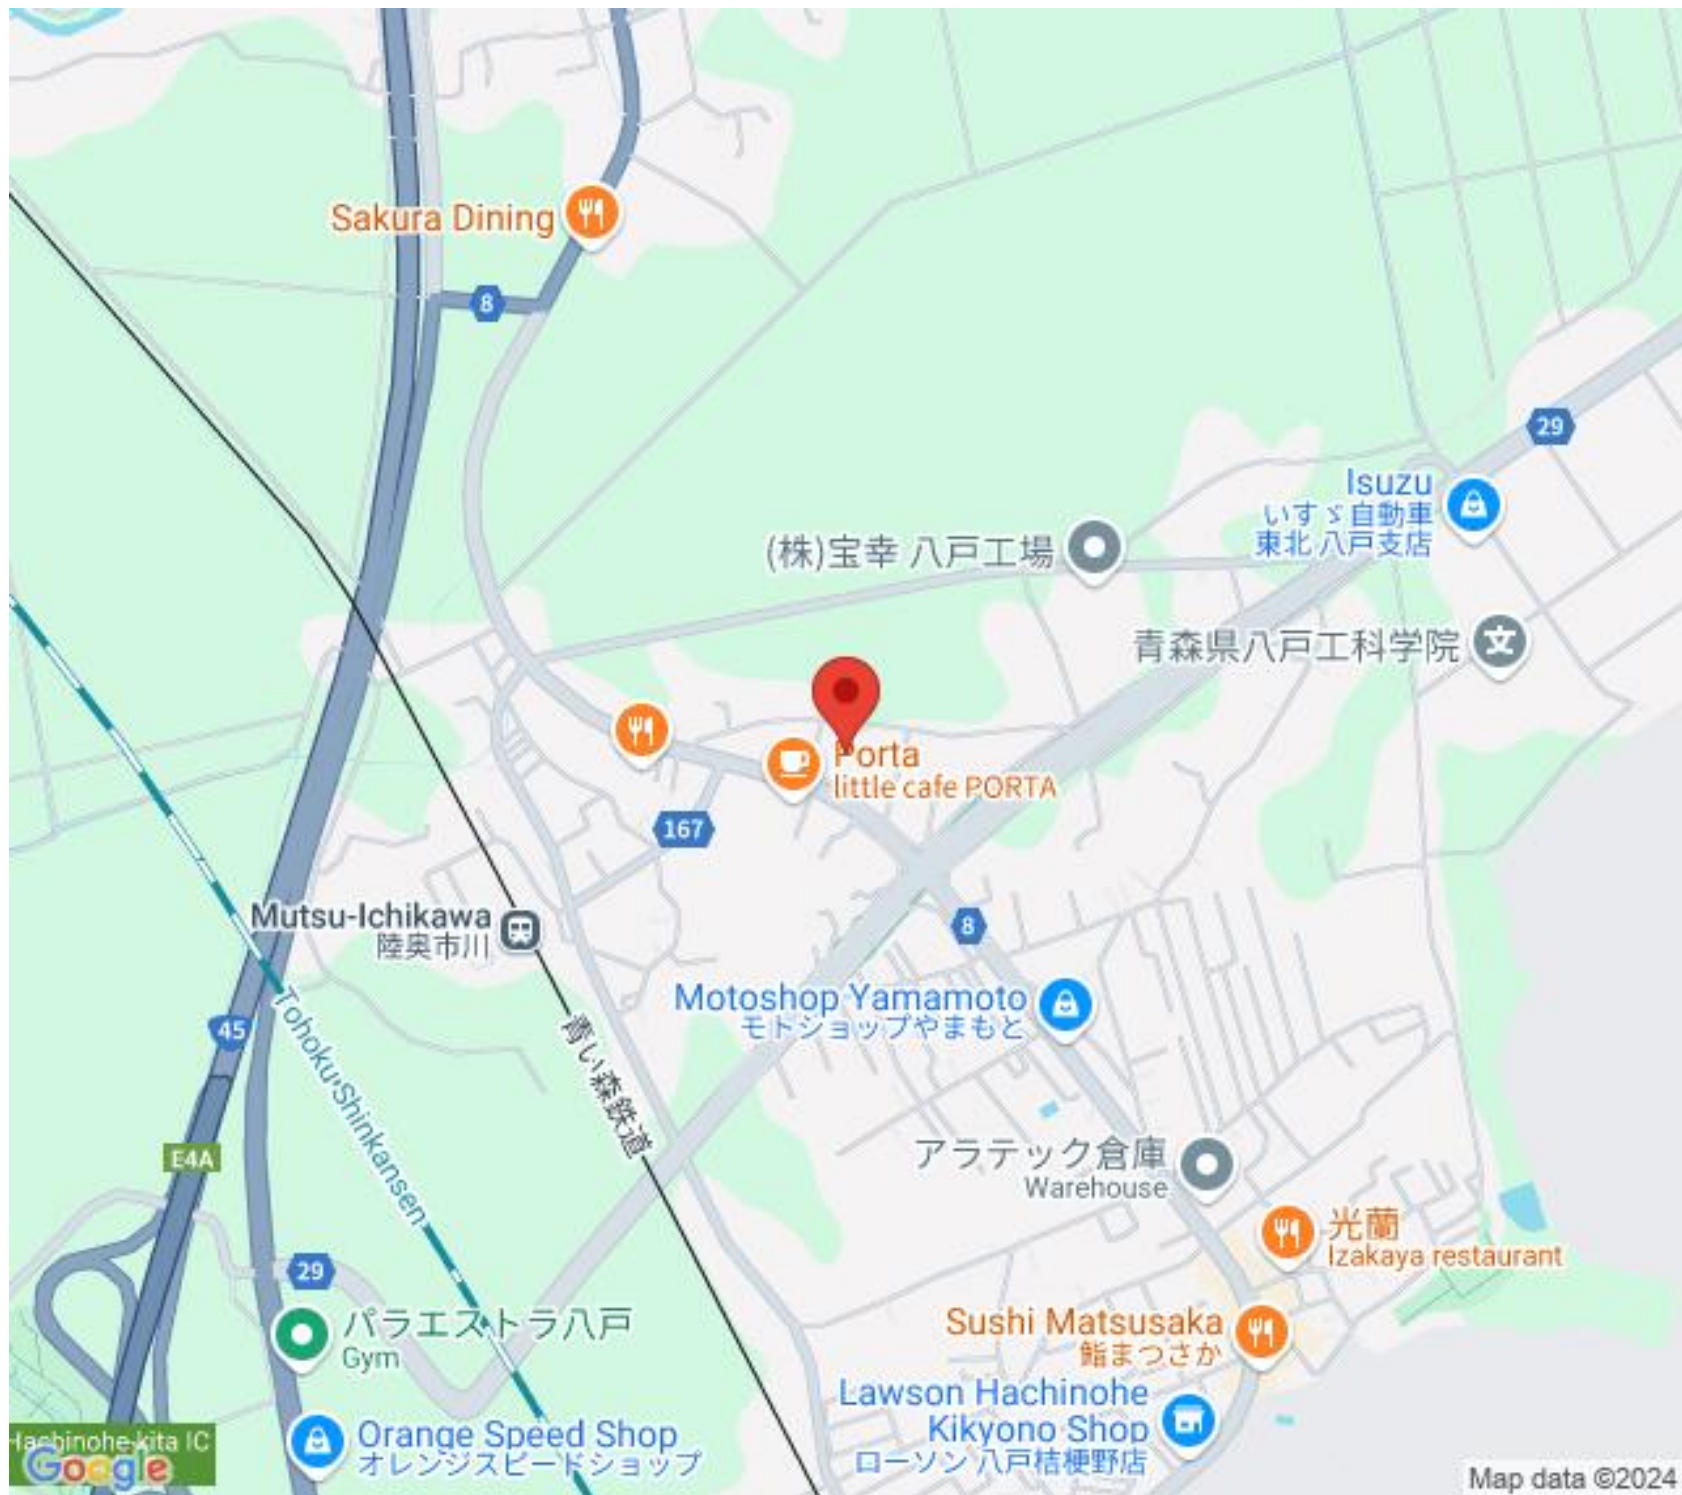 Sakura Dining
8
29
Isuzu
いすゞ自動車
東北 八戸支店
(株)宝幸 八戸工場
青森県八戸工科学院
Porta
little cafe PORTA
167
Mutsu-Ichikawa
陸奥市川
8
Motoshop Yamamoto
モトショップやまもと
45
Tohoku Shinkansen
青い森鉄道
E4A
アラテック倉庫
Warehouse
光蘭
Izakaya restaurant
29
パラエストラ八戸
Gym
Sushi Matsusaka
鮨まつさか
Lawson Hachinohe
Kikyono Shop
ローソン 八戸桔梗野店
Orange Speed Shop
オレンジスピードショップ
Hachinohe-kita IC
Google
Map data ©2024
文